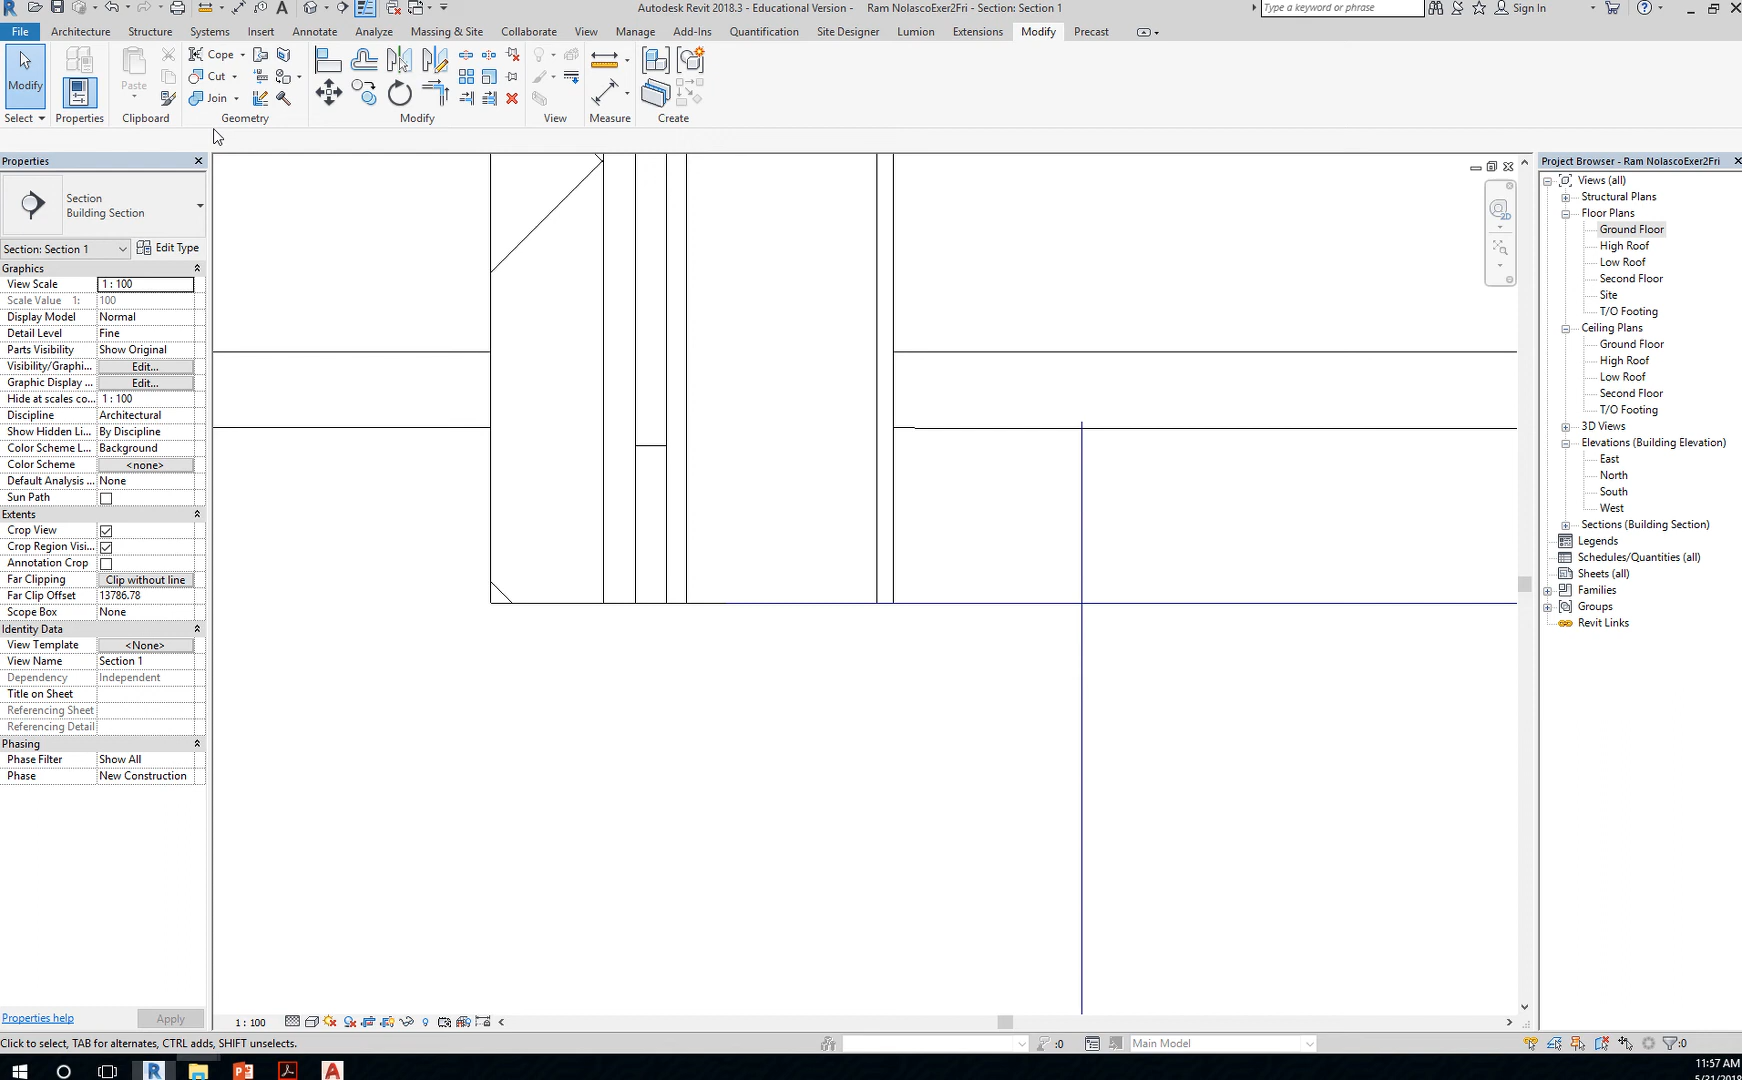 Autodesk Revit 2018.3 - Educational Version - Ram NolascoExer2Fri - Section: Section 1
Type a keyword or phrase
Sign In
File Architecture Structure Systems Insert Annotate Analyze Massing & Site Collaborate View Manage Add-Ins Quantification Site Designer Lumion Extensions Modify Precast
Modify
Paste
Cope
Cut
Join
Select Properties Clipboard Geometry Modify View Measure Create
Properties
Section
Building Section
Section: Section 1 Edit Type
Graphics
View Scale 1 : 100
Scale Value 1: 100
Display Model Normal
Detail Level Fine
Parts Visibility Show Original
Visibility/Graphi... Edit...
Graphic Display ... Edit...
Hide at scales co... 1 : 100
Discipline Architectural
Show Hidden Li... By Discipline
Color Scheme L... Background
Color Scheme <none>
Default Analysis ... None
Sun Path
Extents
Crop View
Crop Region Visi...
Annotation Crop
Far Clipping Clip without line
Far Clip Offset 13786.78
Scope Box None
Identity Data
View Template <None>
View Name Section 1
Dependency Independent
Title on Sheet
Referencing Sheet
Referencing Detail
Phasing
Phase Filter Show All
Phase New Construction
Properties help Apply
2D
Project Browser - Ram NolascoExer2Fri
Views (all)
Structural Plans
Floor Plans
Ground Floor
High Roof
Low Roof
Second Floor
Site
T/O Footing
Ceiling Plans
Ground Floor
High Roof
Low Roof
Second Floor
T/O Footing
3D Views
Elevations (Building Elevation)
East
North
South
West
Sections (Building Section)
Legends
Schedules/Quantities (all)
Sheets (all)
Families
Groups
Revit Links
1 : 100
Click to select, TAB for alternates, CTRL adds, SHIFT unselects.
:0
Main Model
:0
11:57 AM